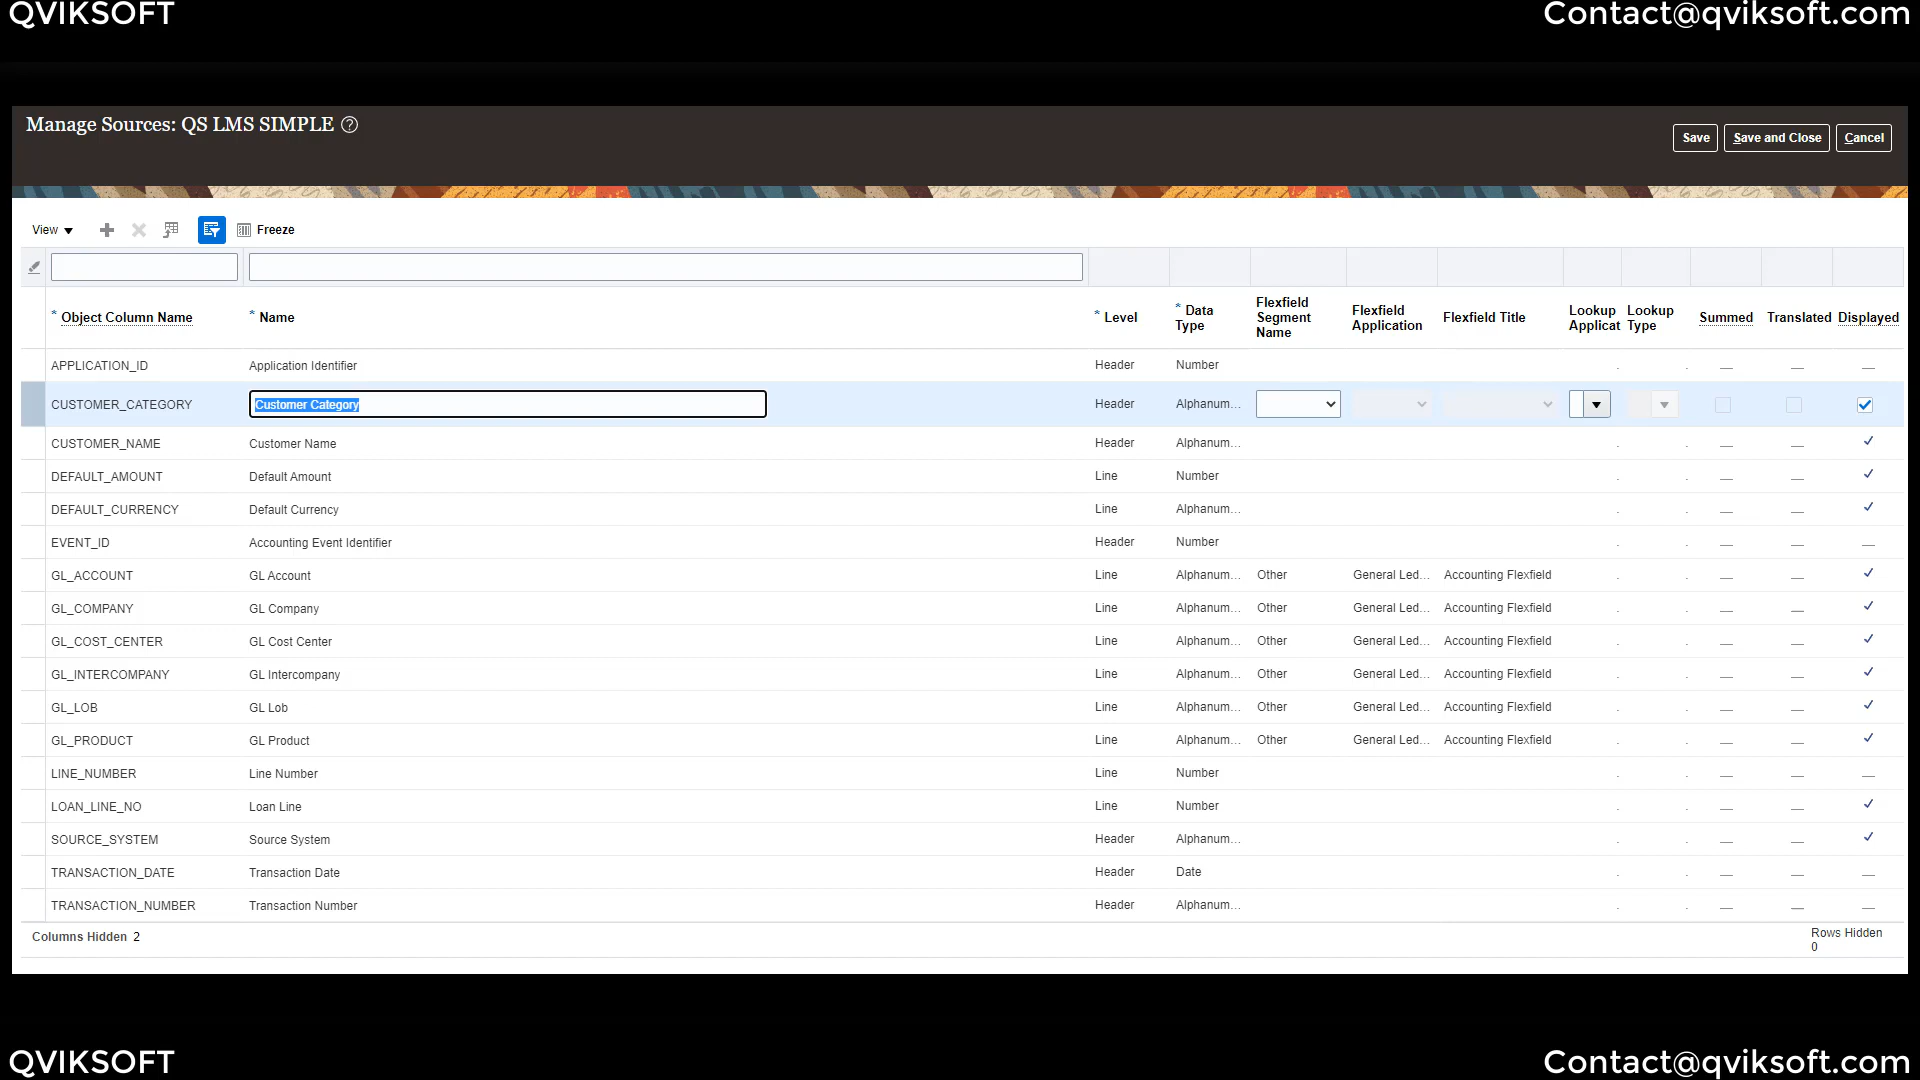 QVIKSOFT Contact@qviksoft.com
Manage Sources: QS LMS SIMPLE
Save Save and Close Cancel
View Freeze
* Object Column Name * Name * Level * Data Type Flexfield Segment Name Flexfield Application Flexfield Title Lookup Applicat Lookup Type Summed Translated Displayed
APPLICATION_ID Application Identifier Header Number
CUSTOMER_CATEGORY Customer Category Header Alphanum...
CUSTOMER_NAME Customer Name Header Alphanum...
DEFAULT_AMOUNT Default Amount Line Number
DEFAULT_CURRENCY Default Currency Line Alphanum...
EVENT_ID Accounting Event Identifier Header Number
GL_ACCOUNT GL Account Line Alphanum... Other General Led... Accounting Flexfield
GL_COMPANY GL Company Line Alphanum... Other General Led... Accounting Flexfield
GL_COST_CENTER GL Cost Center Line Alphanum... Other General Led... Accounting Flexfield
GL_INTERCOMPANY GL Intercompany Line Alphanum... Other General Led... Accounting Flexfield
GL_LOB GL Lob Line Alphanum... Other General Led... Accounting Flexfield
GL_PRODUCT GL Product Line Alphanum... Other General Led... Accounting Flexfield
LINE_NUMBER Line Number Line Number
LOAN_LINE_NO Loan Line Line Number
SOURCE_SYSTEM Source System Header Alphanum...
TRANSACTION_DATE Transaction Date Header Date
TRANSACTION_NUMBER Transaction Number Header Alphanum...
Columns Hidden 2 Rows Hidden 0
QVIKSOFT Contact@qviksoft.com